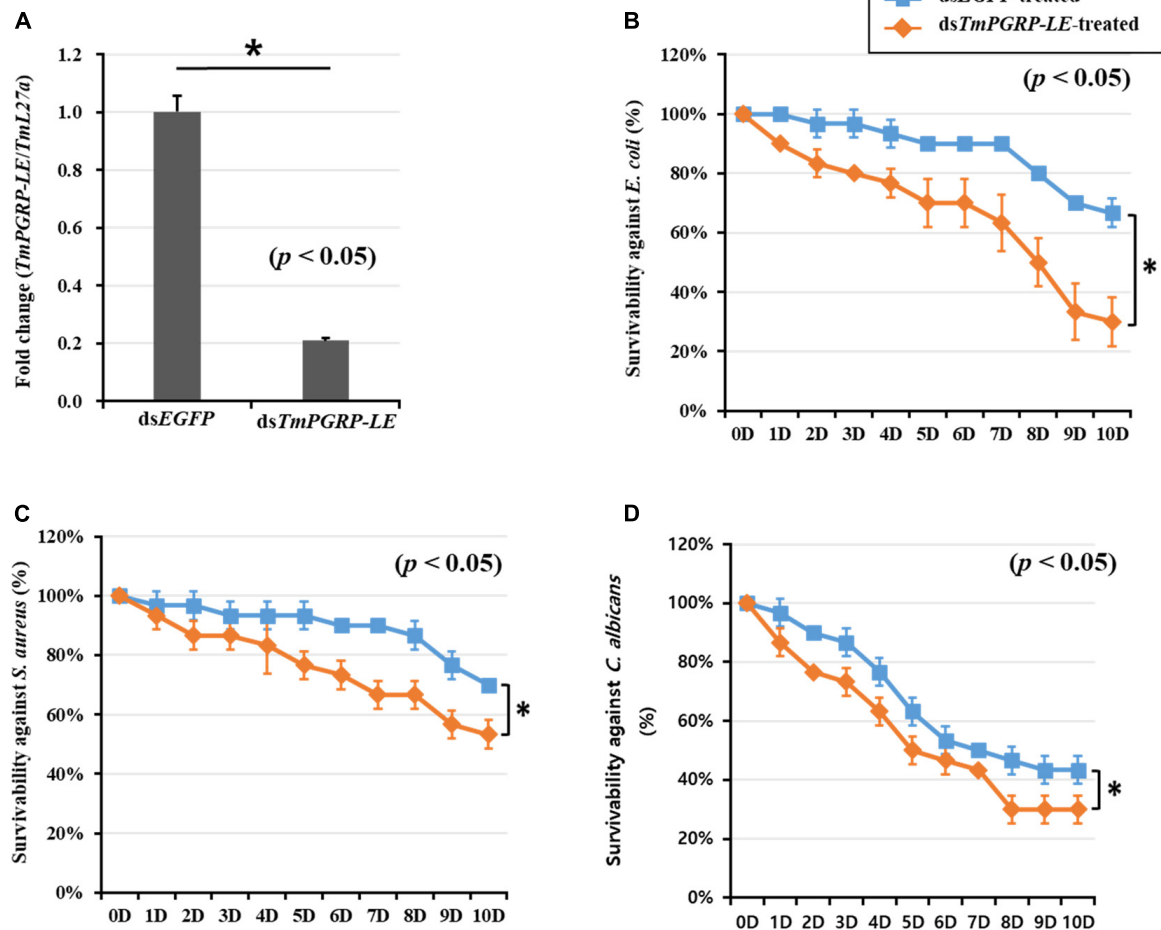 A
Fold change (TmPGRP-LE/TmL27a)
1.2
1.0
0.8
0.6
0.4
0.2
0.0
*
(p < 0.05)
dsEGFP
dsTmPGRP-LE
B
dsEGFP-treated
dsTmPGRP-LE-treated
Survivability against E. coli (%)
120%
100%
80%
60%
40%
20%
0%
(p < 0.05)
*
0D 1D 2D 3D 4D 5D 6D 7D 8D 9D 10D
C
Survivability against S. aureus (%)
120%
100%
80%
60%
40%
20%
0%
(p < 0.05)
*
0D 1D 2D 3D 4D 5D 6D 7D 8D 9D 10D
D
Survivability against C. albicans
(%)
120%
100%
80%
60%
40%
20%
0%
(p < 0.05)
*
0D 1D 2D 3D 4D 5D 6D 7D 8D 9D 10D